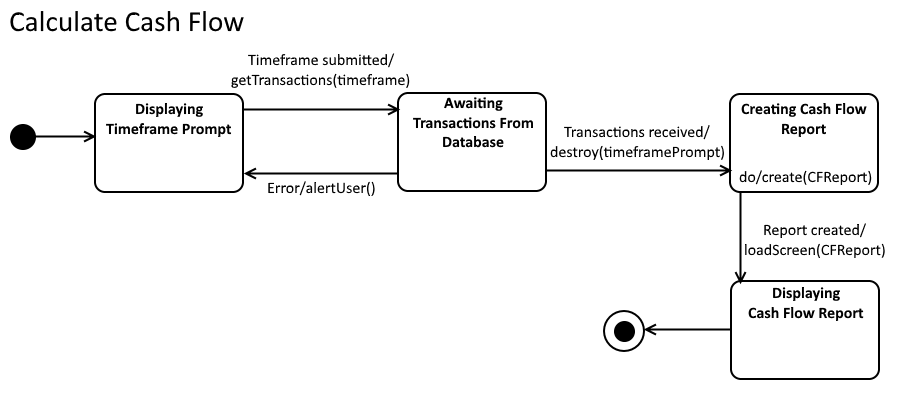 Calculate Cash Flow
Timeframe submitted/
getTransactions(timeframe)
Displaying
Timeframe Prompt
Awaiting
Transactions From
Database
Error/alertUser()
Transactions received/
destroy(timeframePrompt)
Creating Cash Flow
Report
do/create(CFReport)
Report created/
loadScreen(CFReport)
Displaying
Cash Flow Report